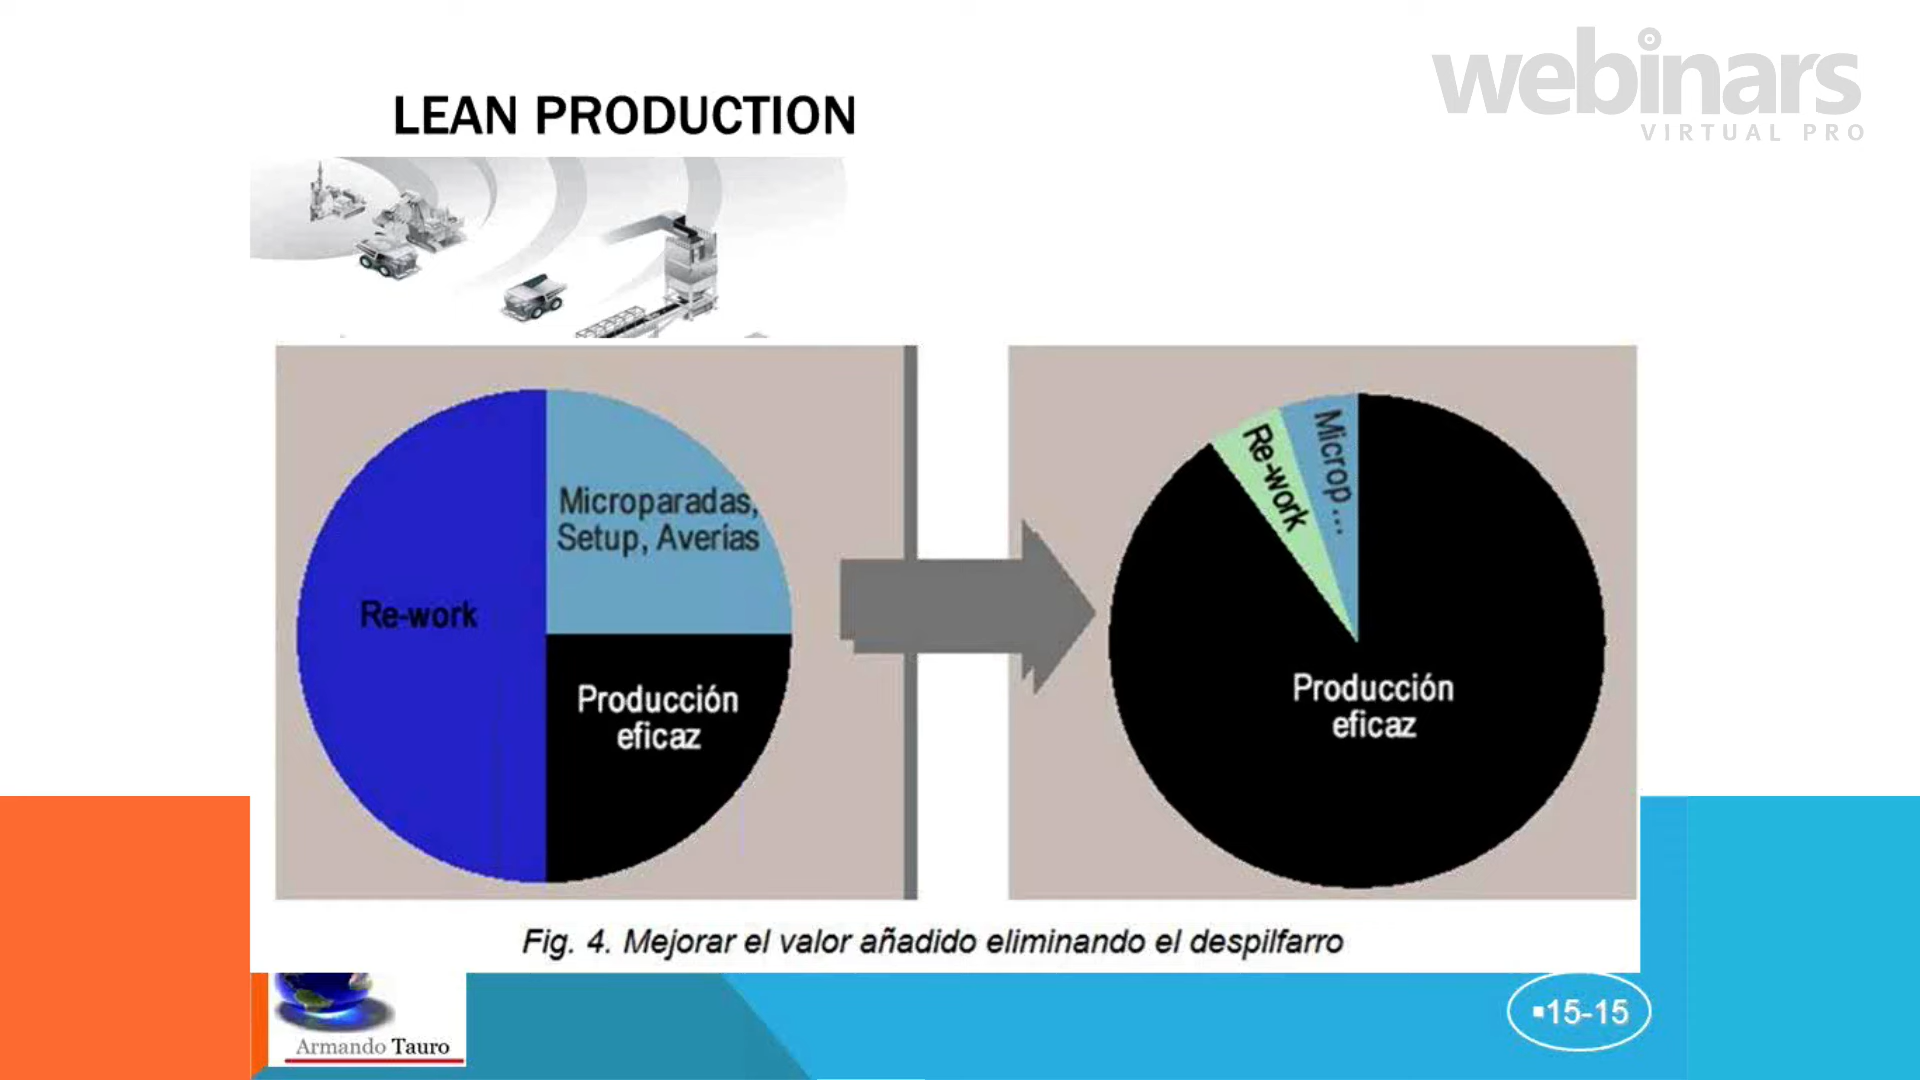 webinars
VIRTUAL PRO
LEAN PRODUCTION
Microparadas,
Setup, Averías
Re-work
Producción
eficaz
Re-work
Microp...
Producción
eficaz
Fig. 4. Mejorar el valor añadido eliminando el despilfarro
Armando Tauro
▪15-15